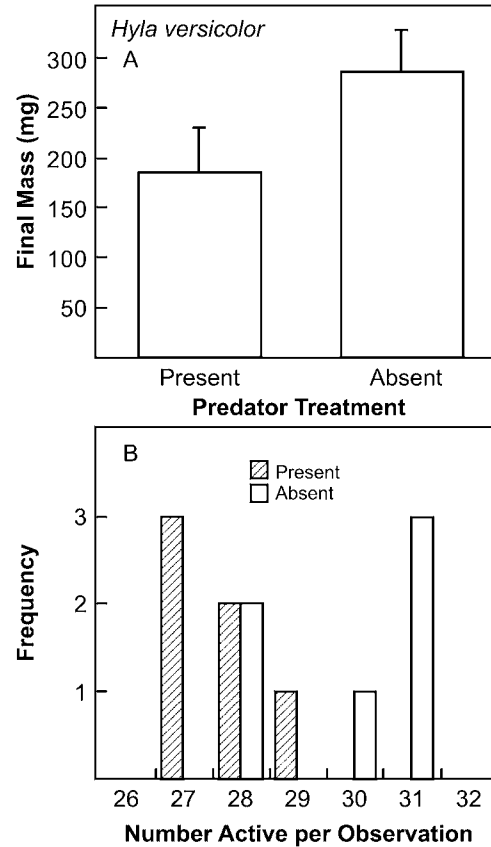 Hyla versicolor
A
300
250
200
150
100
50
Final Mass (mg)
Present Absent
Predator Treatment
B
Present
Absent
3
2
1
Frequency
26 27 28 29 30 31 32
Number Active per Observation